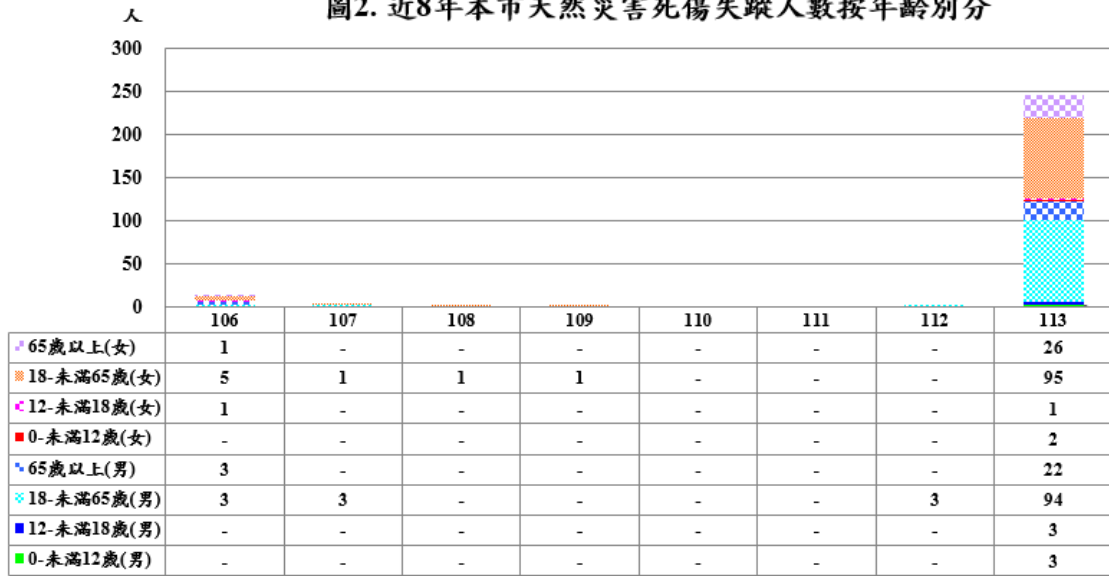 圖2. 近8年本市天然災害死傷失蹤人數按年齡別分
人
300
250
200
150
100
50
0
106 107 108 109 110 111 112 113
65歲以上(女) 1 - - - - - - 26
18-未滿65歲(女) 5 1 1 1 - - - 95
12-未滿18歲(女) 1 - - - - - - 1
0-未滿12歲(女) - - - - - - - 2
65歲以上(男) 3 - - - - - - 22
18-未滿65歲(男) 3 3 - - - - 3 94
12-未滿18歲(男) - - - - - - - 3
0-未滿12歲(男) - - - - - - - 3